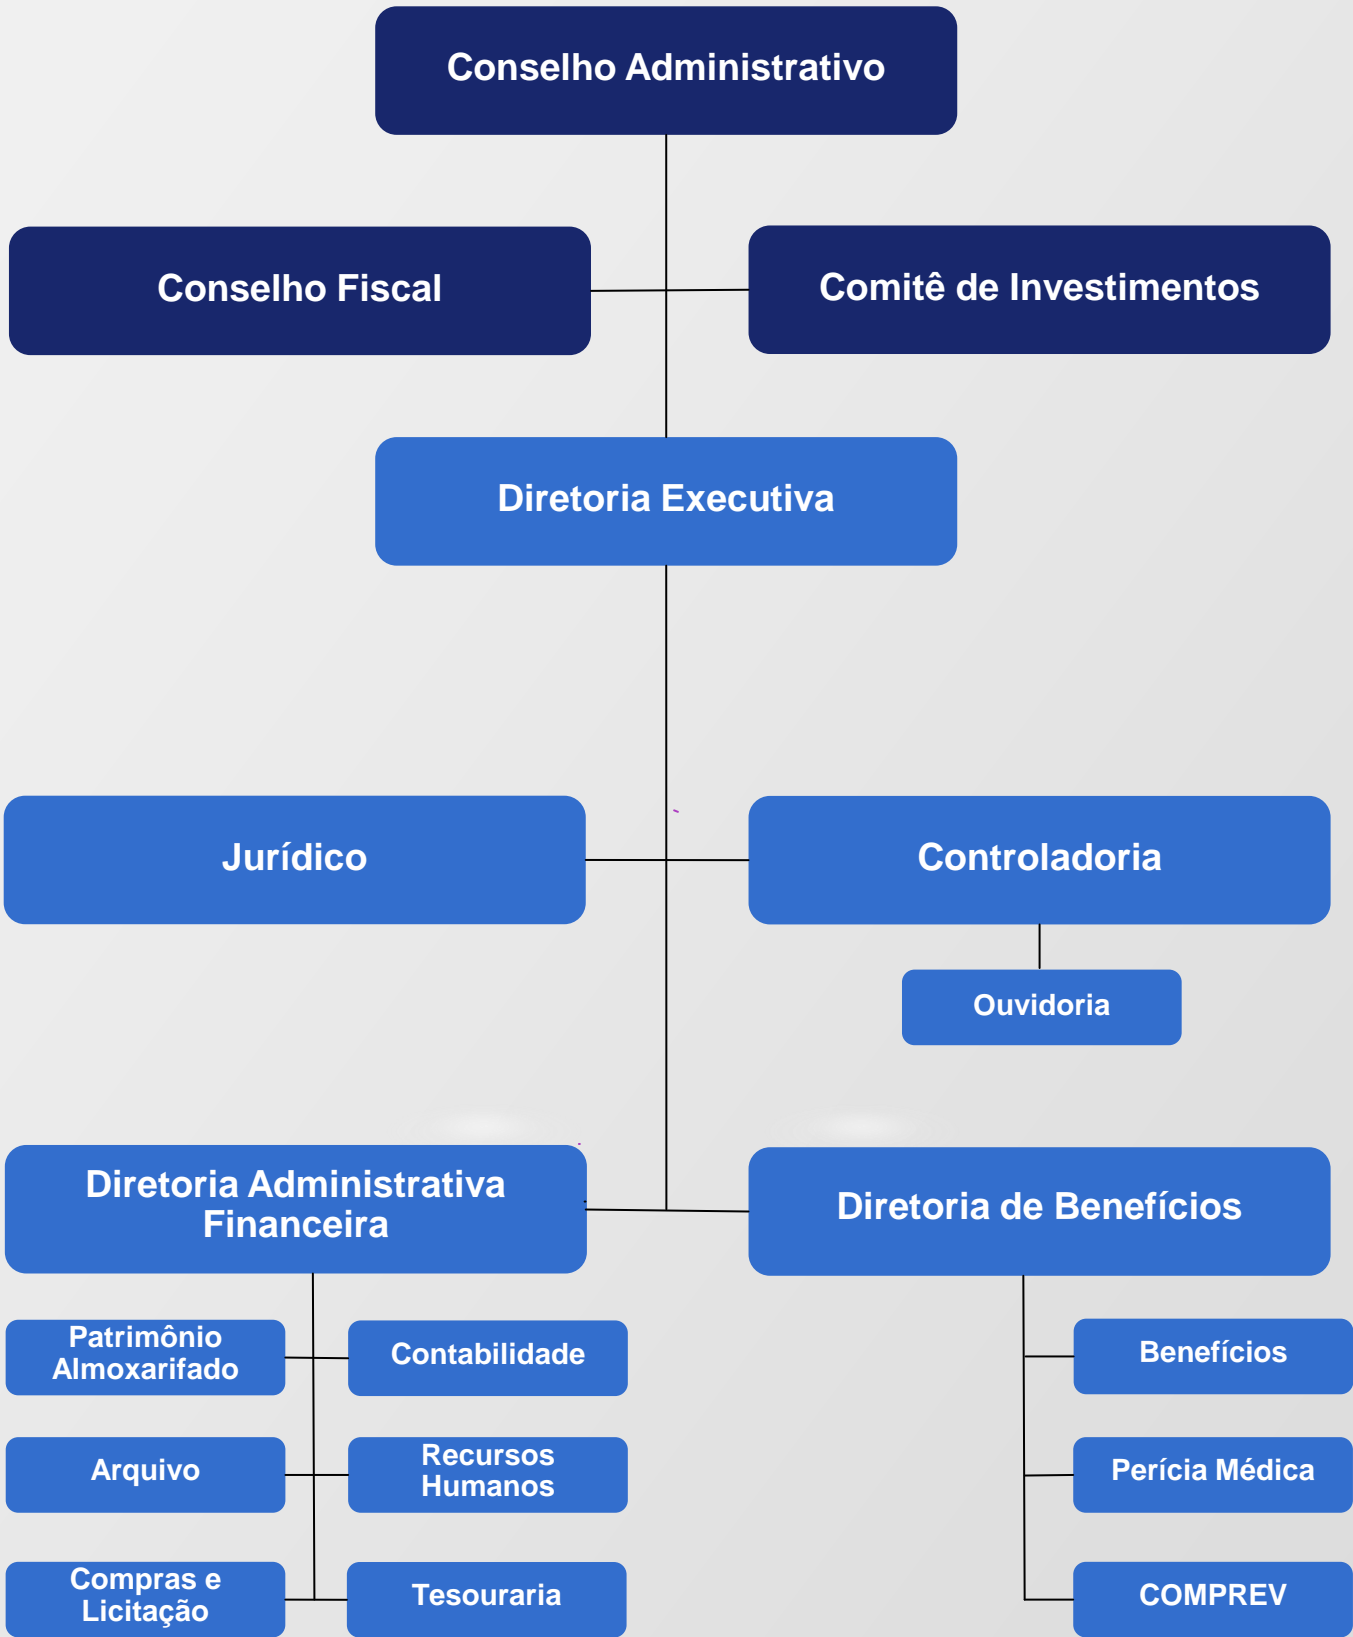 Conselho Administrativo
Conselho Fiscal
Comitê de Investimentos
Diretoria Executiva
Jurídico
Controladoria
Ouvidoria
Diretoria Administrativa
Financeira
Diretoria de Benefícios
Patrimônio
Almoxarifado
Contabilidade
Benefícios
Arquivo
Recursos
Humanos
Perícia Médica
Compras e
Licitação
Tesouraria
COMPREV